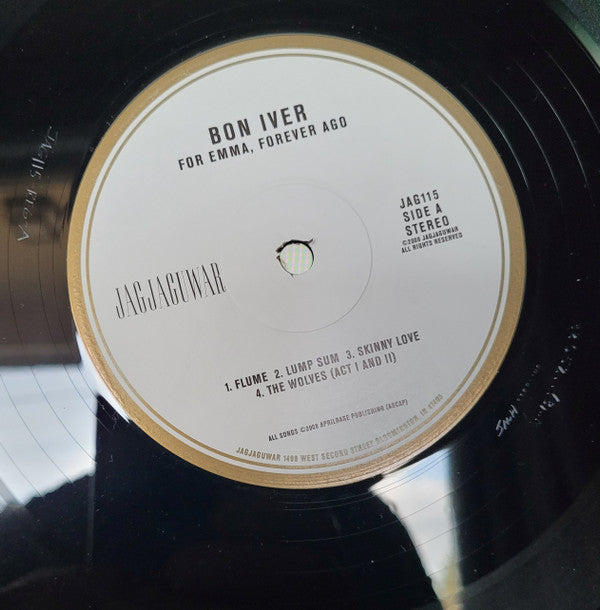 BON IVER
FOR EMMA, FOREVER AGO
JAG115
SIDE A
STEREO
©2008 JAGJAGUWAR
ALL RIGHTS RESERVED
JAGJAGUWAR
1. FLUME 2. LUMP SUM 3. SKINNY LOVE
4. THE WOLVES (ACT I AND II)
ALL SONGS ©2008 APRILBASE PUBLISHING (ASCAP)
JAGJAGUWAR 1499 WEST SECOND STREET BLOOMINGTON, IN 47403